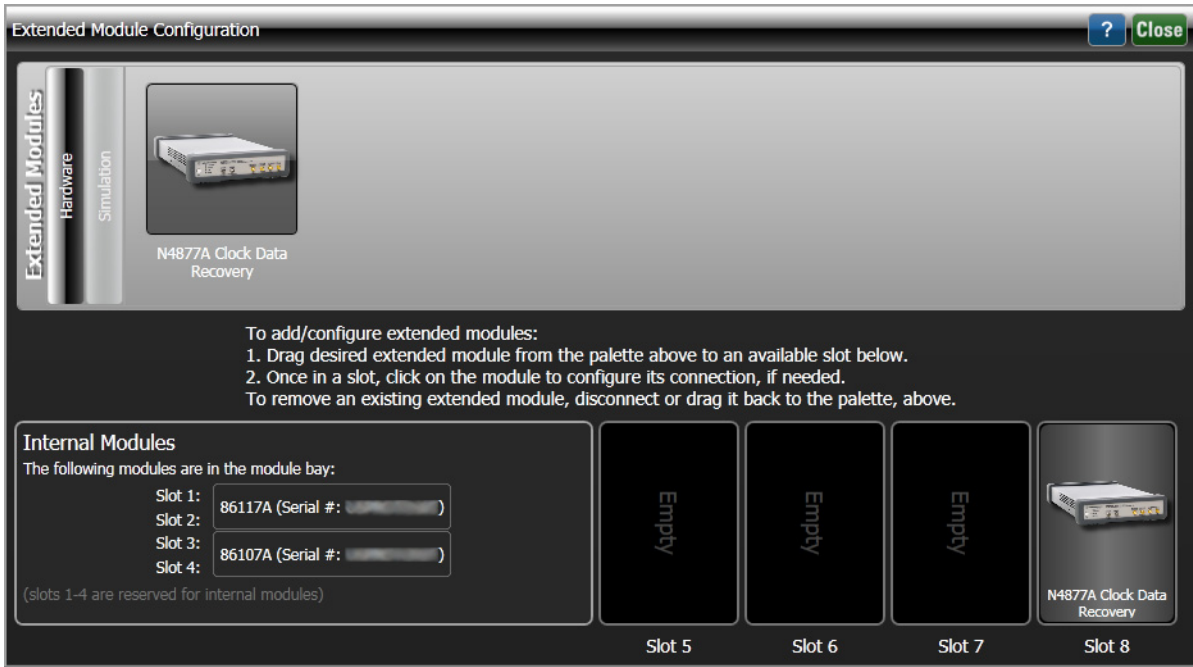 Extended Module Configuration
? Close
Extended Modules
Hardware
Simulation
N4877A Clock Data
Recovery
To add/configure extended modules:
1. Drag desired extended module from the palette above to an available slot below.
2. Once in a slot, click on the module to configure its connection, if needed.
To remove an existing extended module, disconnect or drag it back to the palette, above.
Internal Modules
The following modules are in the module bay:
Slot 1:
86117A (Serial #: )
Slot 2:
Slot 3:
86107A (Serial #: )
Slot 4:
(slots 1-4 are reserved for internal modules)
Empty
Empty
Empty
N4877A Clock Data
Recovery
Slot 5 Slot 6 Slot 7 Slot 8